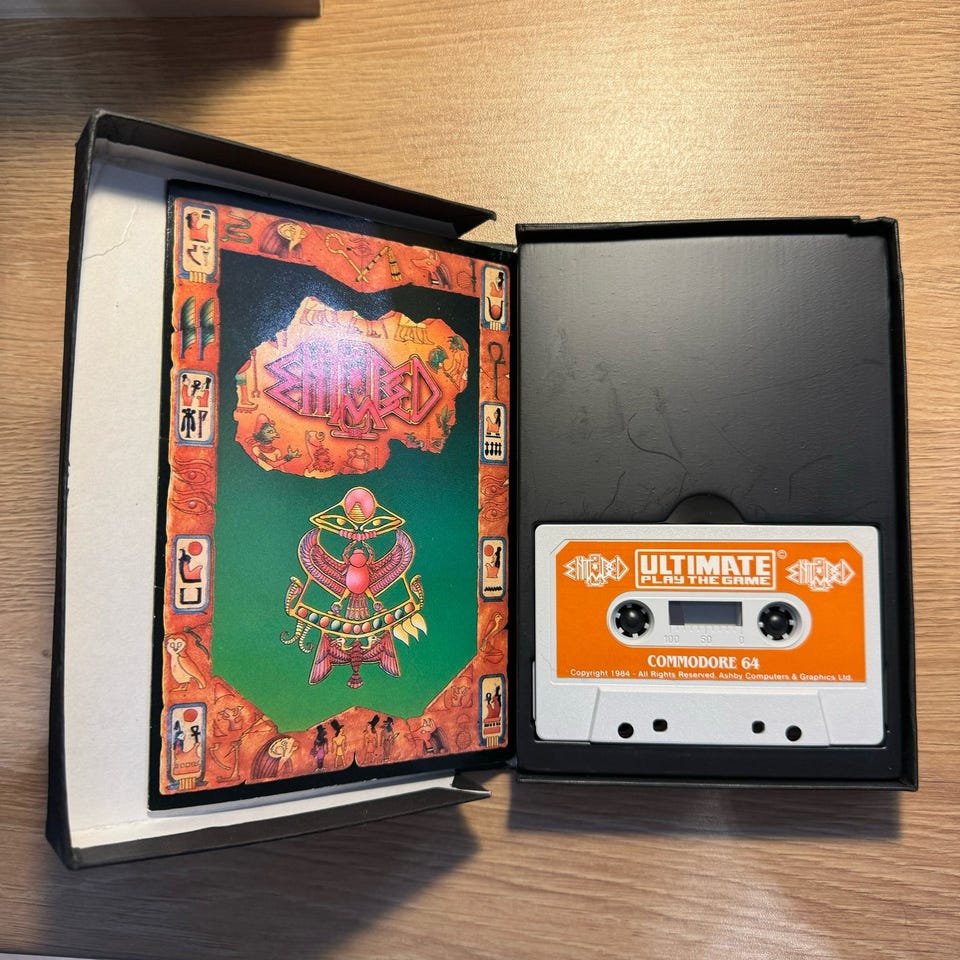 ENTOMBED
ENTOMBED ULTIMATE © ENTOMBED
PLAY THE GAME
100 50 0
COMMODORE 64
Copyright 1984 - All Rights Reserved. Ashby Computers & Graphics Ltd.